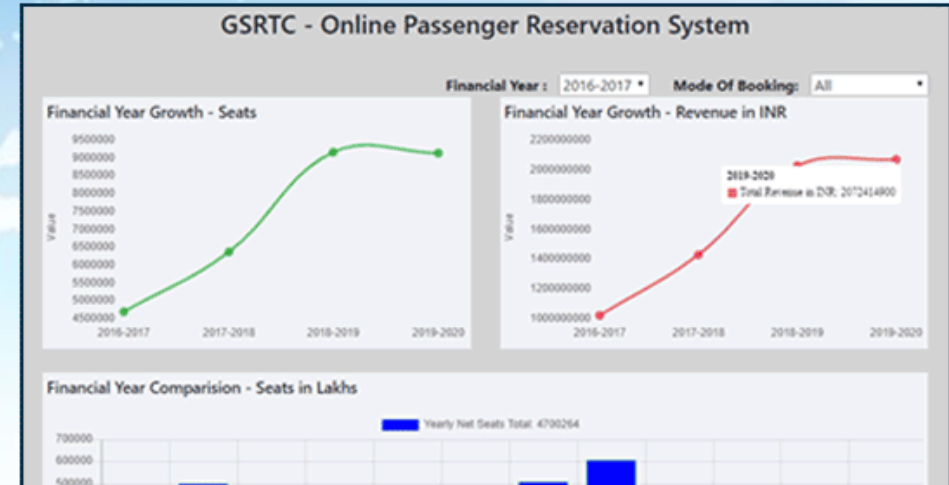 GSRTC - Online Passenger Reservation System
Financial Year : 2016-2017 Mode Of Booking: All
Financial Year Growth - Seats
9500000
9000000
8500000
8000000
7500000
7000000
6500000
6000000
5500000
5000000
4500000
Value
2016-2017 2017-2018 2018-2019 2019-2020
Financial Year Growth - Revenue in INR
2200000000
2000000000
1800000000
1600000000
1400000000
1200000000
1000000000
Value
2019-2020
Total Revenue in INR: 2072414900
2016-2017 2017-2018 2018-2019 2019-2020
Financial Year Comparision - Seats in Lakhs
Yearly Net Seats Total: 4700264
700000
600000
500000